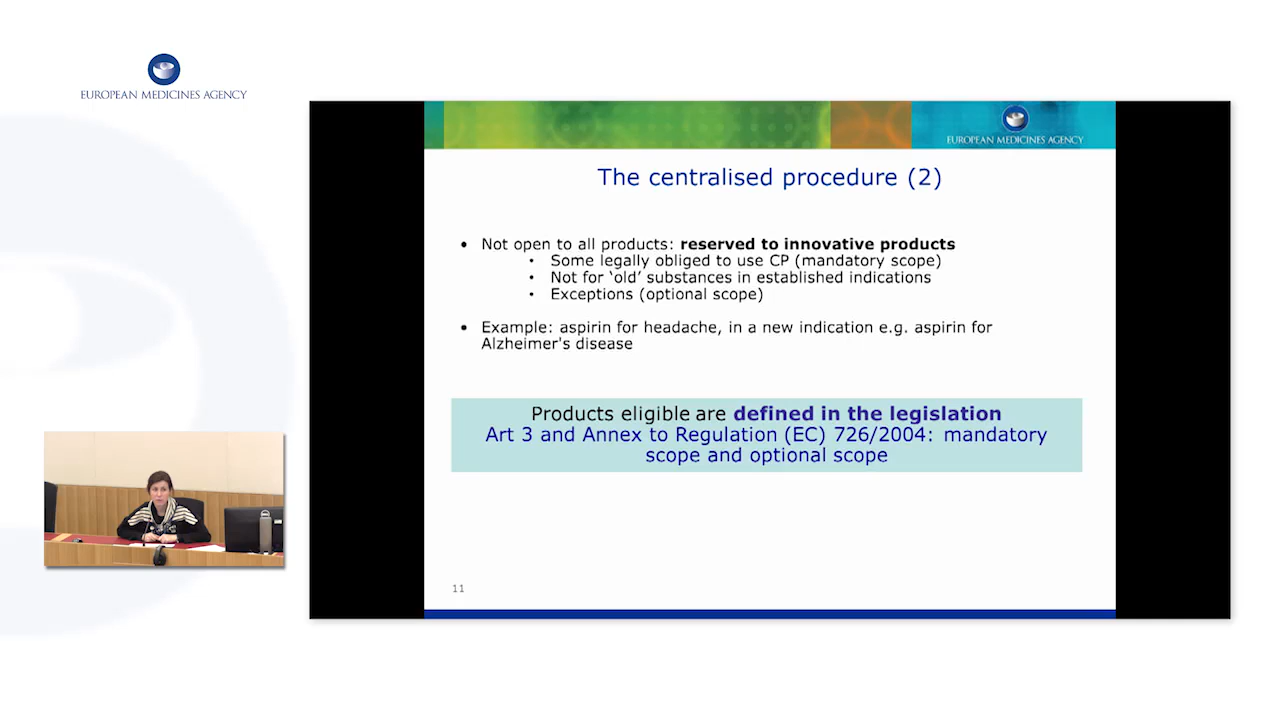 EUROPEAN MEDICINES AGENCY
EUROPEAN MEDICINES AGENCY
The centralised procedure (2)
• Not open to all products: reserved to innovative products
• Some legally obliged to use CP (mandatory scope)
• Not for ‘old’ substances in established indications
• Exceptions (optional scope)
• Example: aspirin for headache, in a new indication e.g. aspirin for
Alzheimer's disease
Products eligible are defined in the legislation
Art 3 and Annex to Regulation (EC) 726/2004: mandatory
scope and optional scope
11